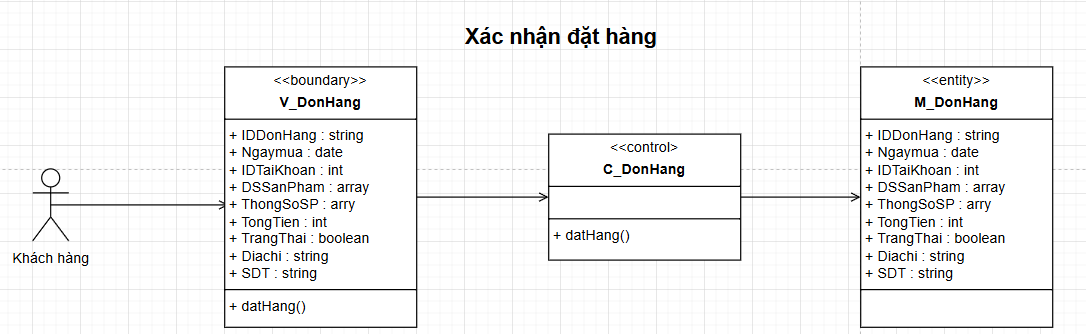 Xác nhận đặt hàng
<<boundary>>
V_DonHang
+ IDDonHang : string
+ Ngaymua : date
+ IDTaiKhoan : int
+ DSSanPham : array
+ ThongSoSP : arry
+ TongTien : int
+ TrangThai : boolean
+ Diachi : string
+ SDT : string
+ datHang()
Khách hàng
<<control>
C_DonHang
+ datHang()
<<entity>>
M_DonHang
+ IDDonHang : string
+ Ngaymua : date
+ IDTaiKhoan : int
+ DSSanPham : array
+ ThongSoSP : arry
+ TongTien : int
+ TrangThai : boolean
+ Diachi : string
+ SDT : string